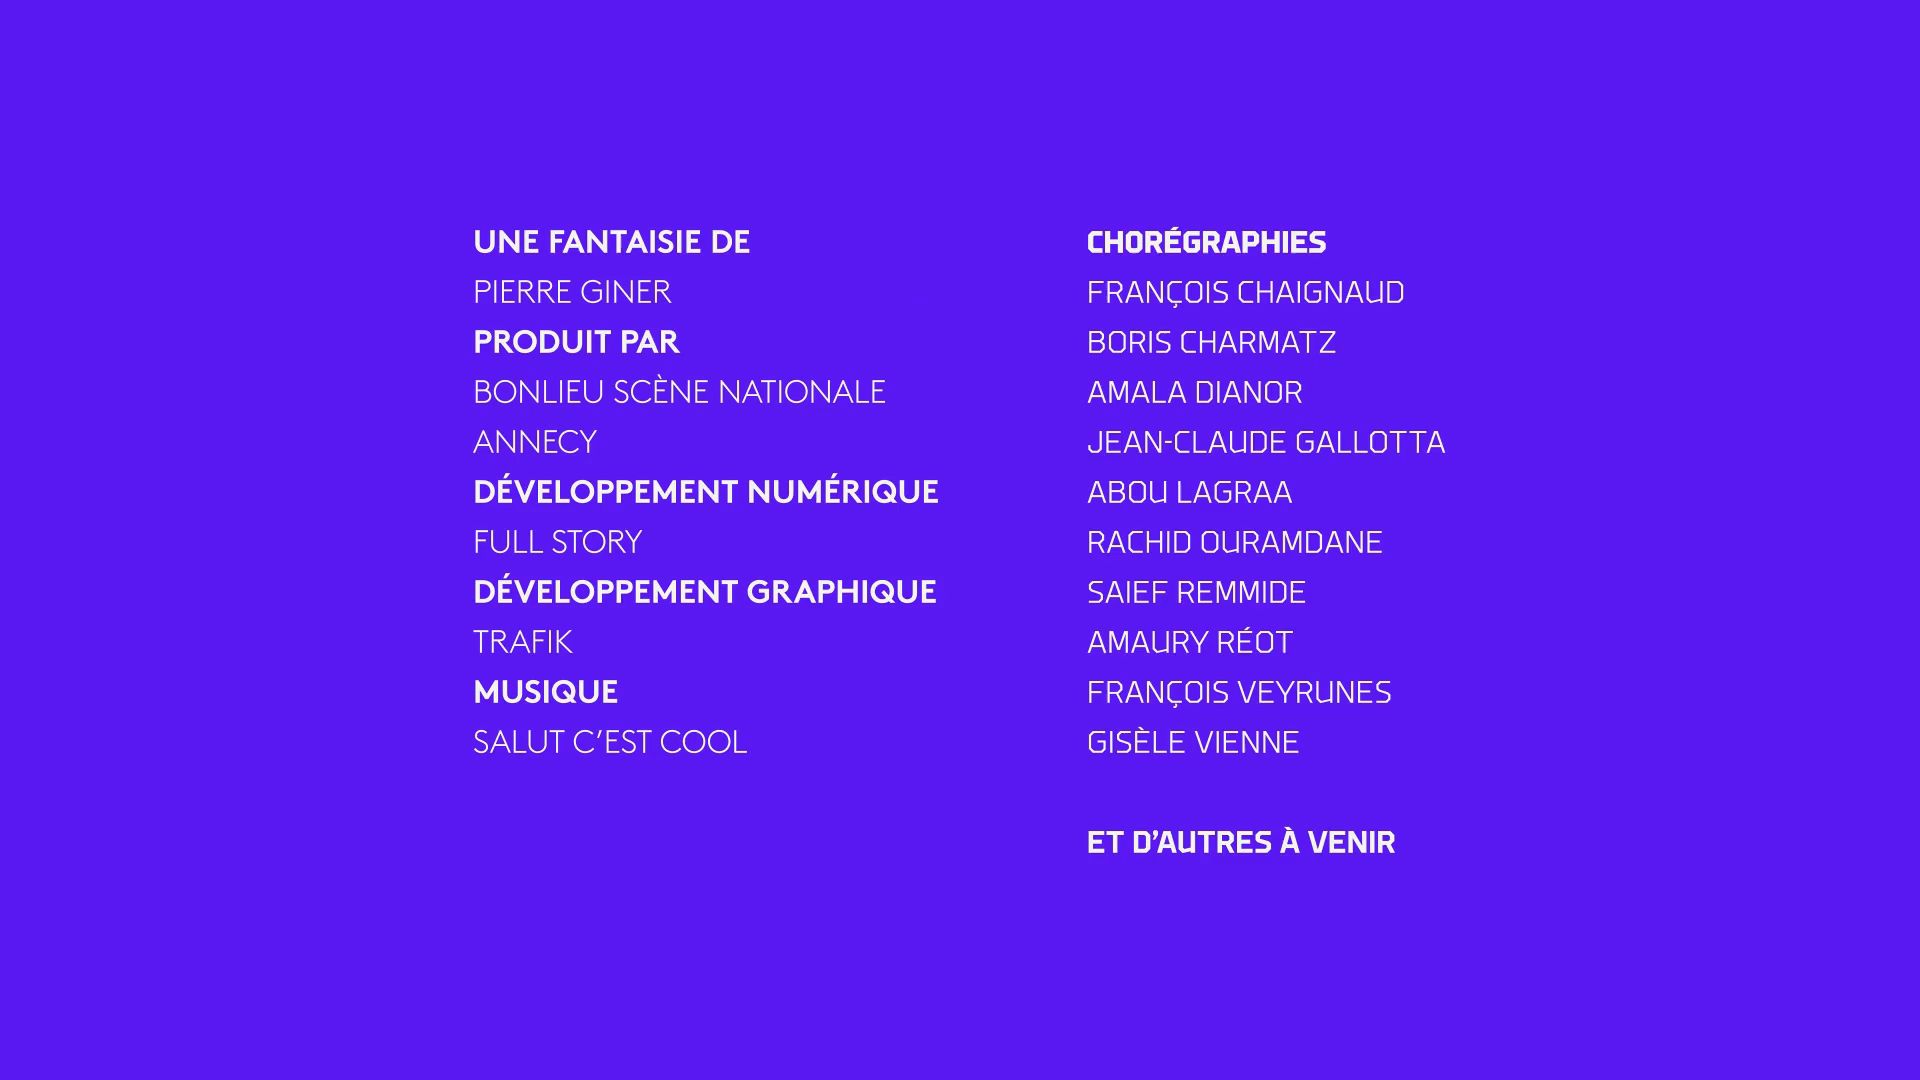 UNE FANTAISIE DE
PIERRE GINER
PRODUIT PAR
BONLIEU SCÈNE NATIONALE
ANNECY
DÉVELOPPEMENT NUMÉRIQUE
FULL STORY
DÉVELOPPEMENT GRAPHIQUE
TRAFIK
MUSIQUE
SALUT C’EST COOL
CHORÉGRAPHIES
FRANÇOIS CHAIGNAUD
BORIS CHARMATZ
AMALA DIANOR
JEAN-CLAUDE GALLOTTA
ABOU LAGRAA
RACHID OURAMDANE
SAIEF REMMIDE
AMAURY RÉOT
FRANÇOIS VEYRUNES
GISÈLE VIENNE
ET D’AUTRES À VENIR